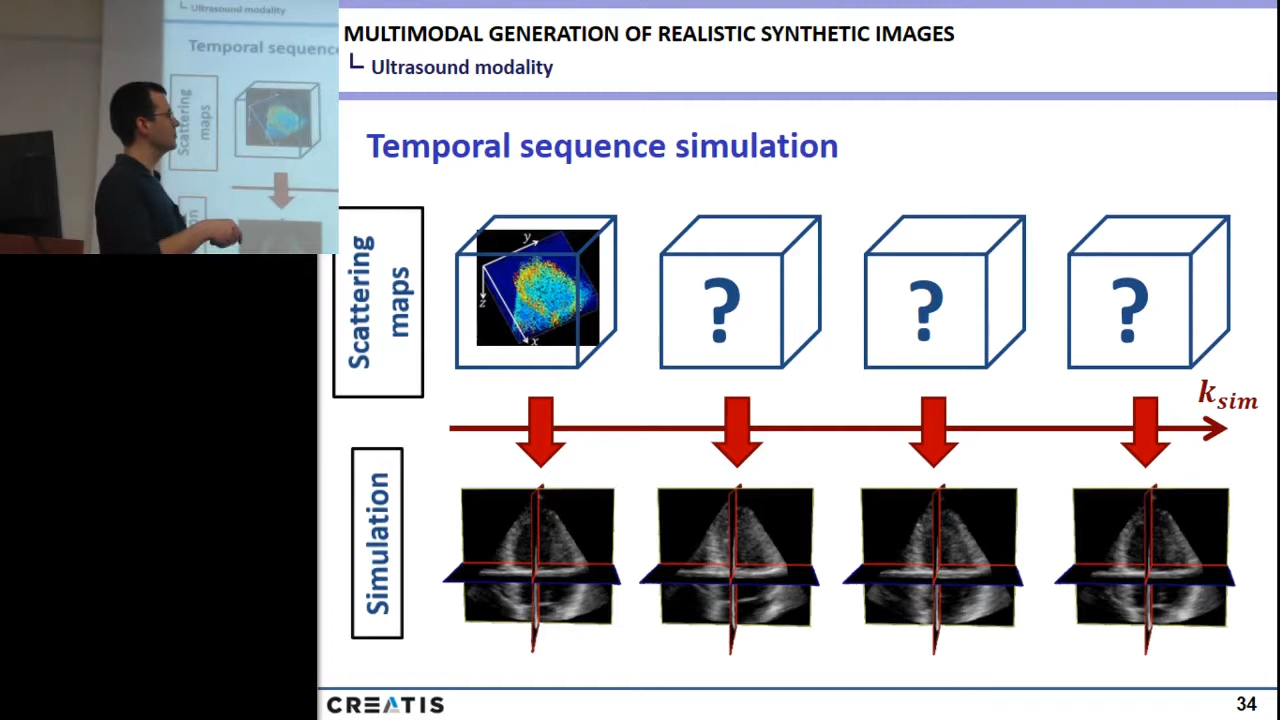 Ultrasound modality
Temporal sequence
Scattering
maps
MULTIMODAL GENERATION OF REALISTIC SYNTHETIC IMAGES
Ultrasound modality
Temporal sequence simulation
Scattering
maps
y
z
x
?
?
?
k_sim
Simulation
CREATIS
34